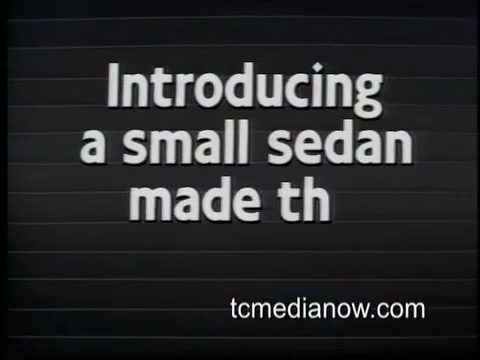 Introducing
a small sedan
made th
tcmedianow.com